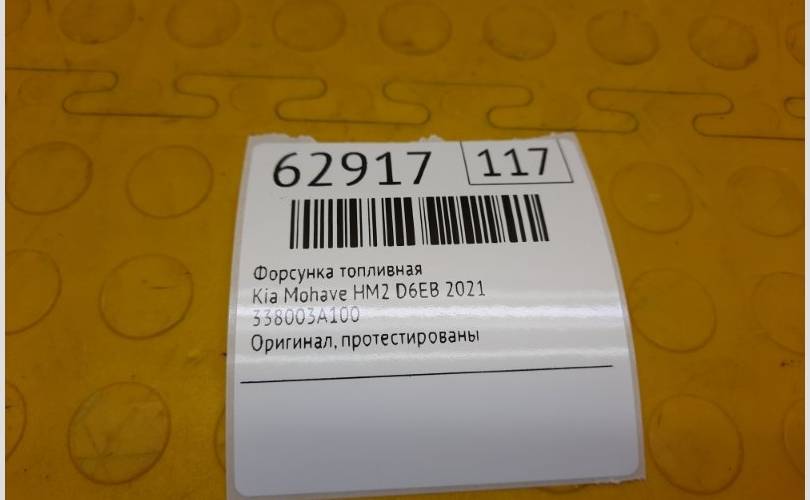 62917 117
Форсунка топливная
Kia Mohave HM2 D6EB 2021
338003A100
Оригинал, протестированы